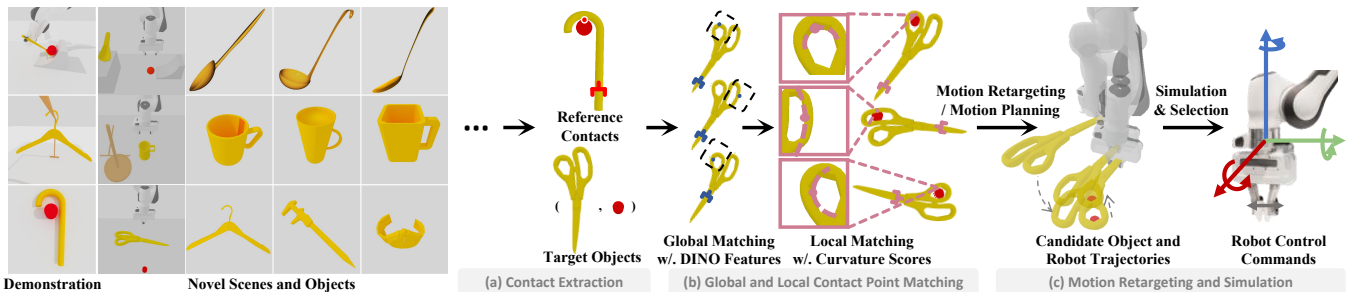 Demonstration
Novel Scenes and Objects
...
Reference
Contacts
( , )
Target Objects
(a) Contact Extraction
Global Matching
w/. DINO Features
Local Matching
w/. Curvature Scores
(b) Global and Local Contact Point Matching
Motion Retargeting
/ Motion Planning
Simulation
& Selection
Candidate Object and
Robot Trajectories
Robot Control
Commands
(c) Motion Retargeting and Simulation